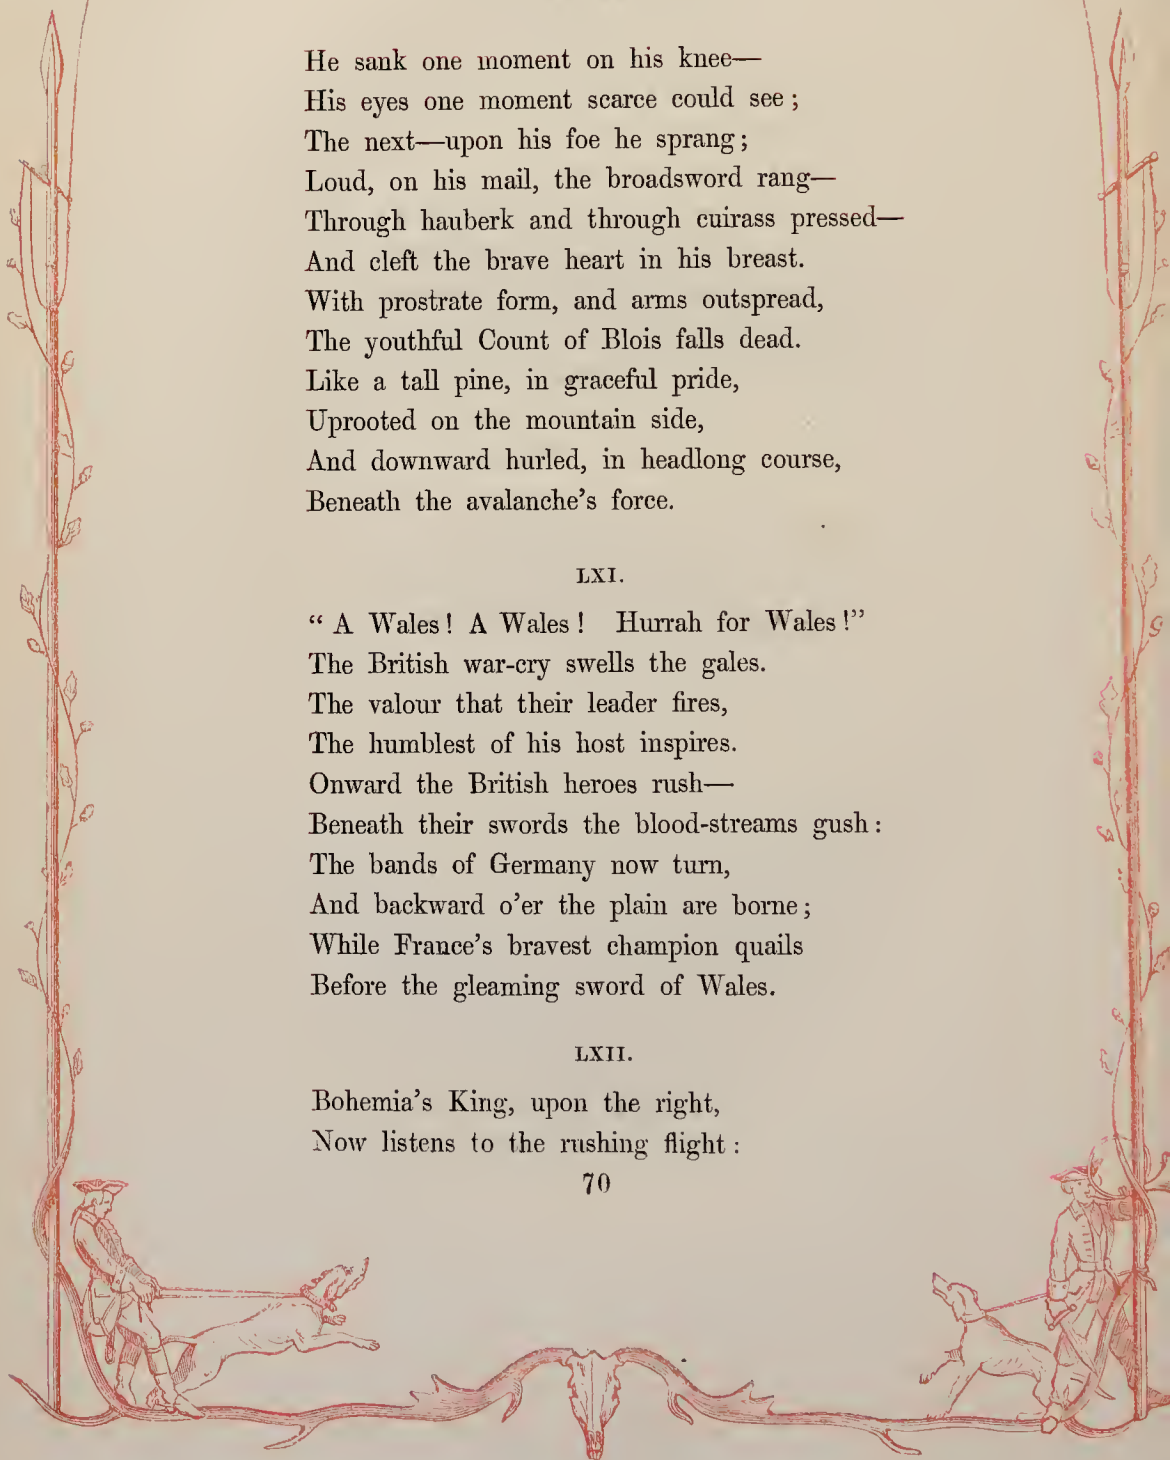 He sank one moment on his knee—
His eyes one moment scarce could see;
The next—upon his foe he sprang;
Loud, on his mail, the broadsword rang—
Through hauberk and through cuirass pressed—
And cleft the brave heart in his breast.
With prostrate form, and arms outspread,
The youthful Count of Blois falls dead.
Like a tall pine, in graceful pride,
Uprooted on the mountain side,
And downward hurled, in headlong course,
Beneath the avalanche's force.
LXI.
"A Wales! A Wales! Hurrah for Wales!"
The British war-cry swells the gales.
The valour that their leader fires,
The humblest of his host inspires.
Onward the British heroes rush—
Beneath their swords the blood-streams gush:
The bands of Germany now turn,
And backward o'er the plain are borne;
While France's bravest champion quails
Before the gleaming sword of Wales.
LXII.
Bohemia's King, upon the right,
Now listens to the rushing flight:
70